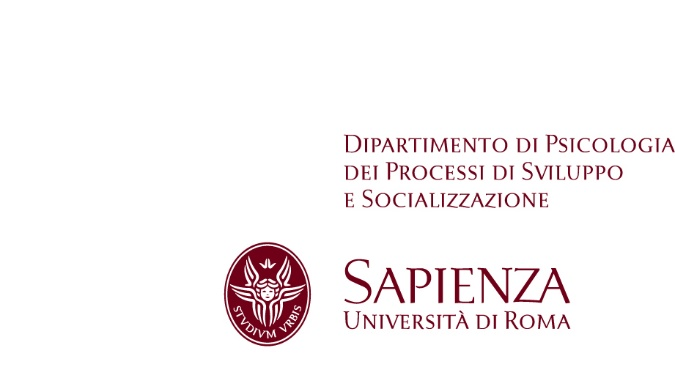 Dipartimento di Psicologia
dei Processi di Sviluppo
e Socializzazione
Sapienza
Università di Roma
STVDIVM VRBIS